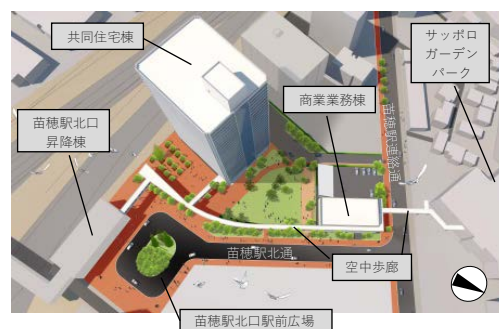 共同住宅棟
サッポロ
ガーデン
パーク
商業業務棟
苗穂駅連絡通
苗穂駅北口
昇降棟
苗穂駅北通
空中歩廊
苗穂駅北口駅前広場